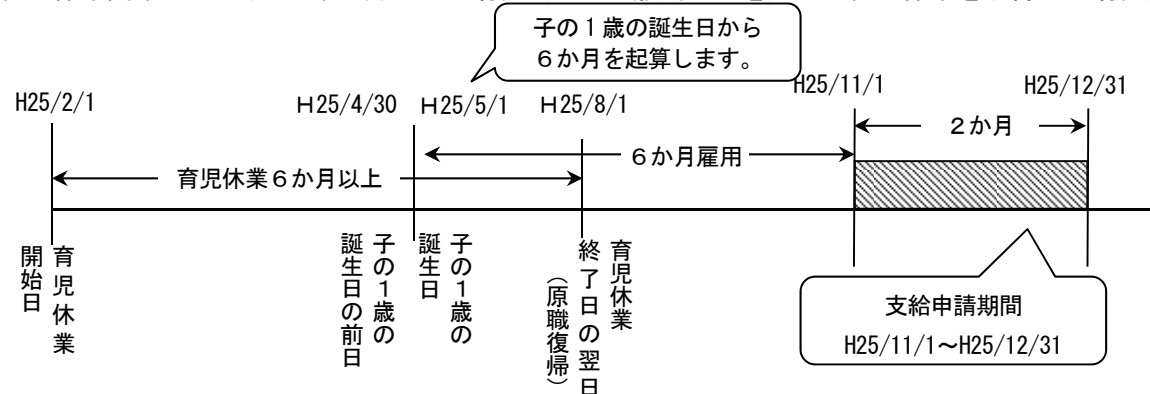 子の1歳の誕生日から
6か月を起算します。
H25/2/1
H25/4/30
H25/5/1
H25/8/1
H25/11/1
H25/12/31
2か月
6か月雇用
育児休業6か月以上
育児休業
開始日
子の1歳の
誕生日の前日
子の1歳の
誕生日
育児休業
終了日の翌日
(原職復帰)
支給申請期間
H25/11/1~H25/12/31